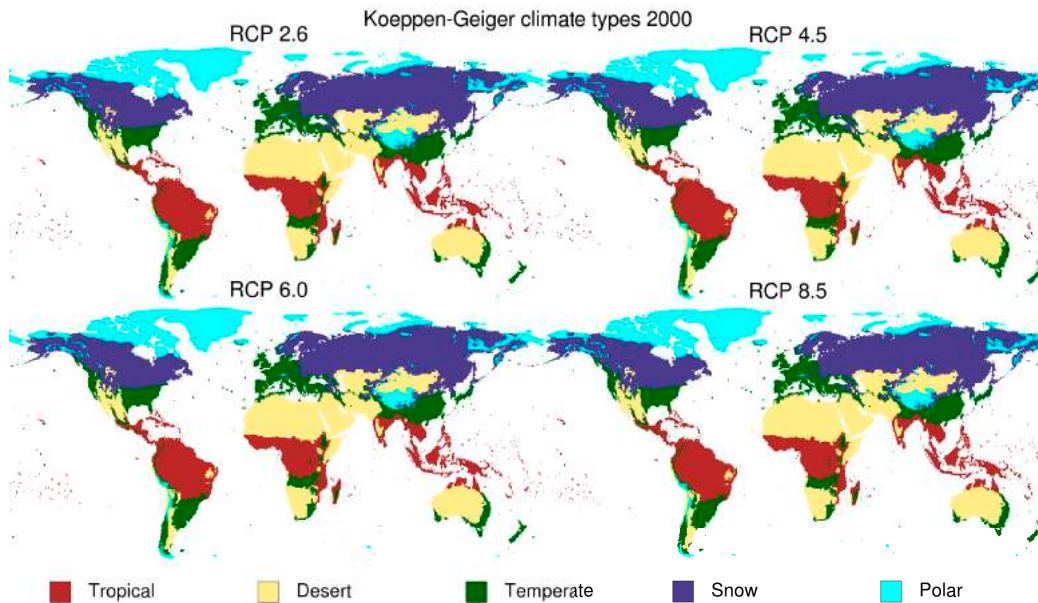 Koeppen-Geiger climate types 2000
RCP 2.6
RCP 4.5
RCP 6.0
RCP 8.5
Tropical
Desert
Temperate
Snow
Polar